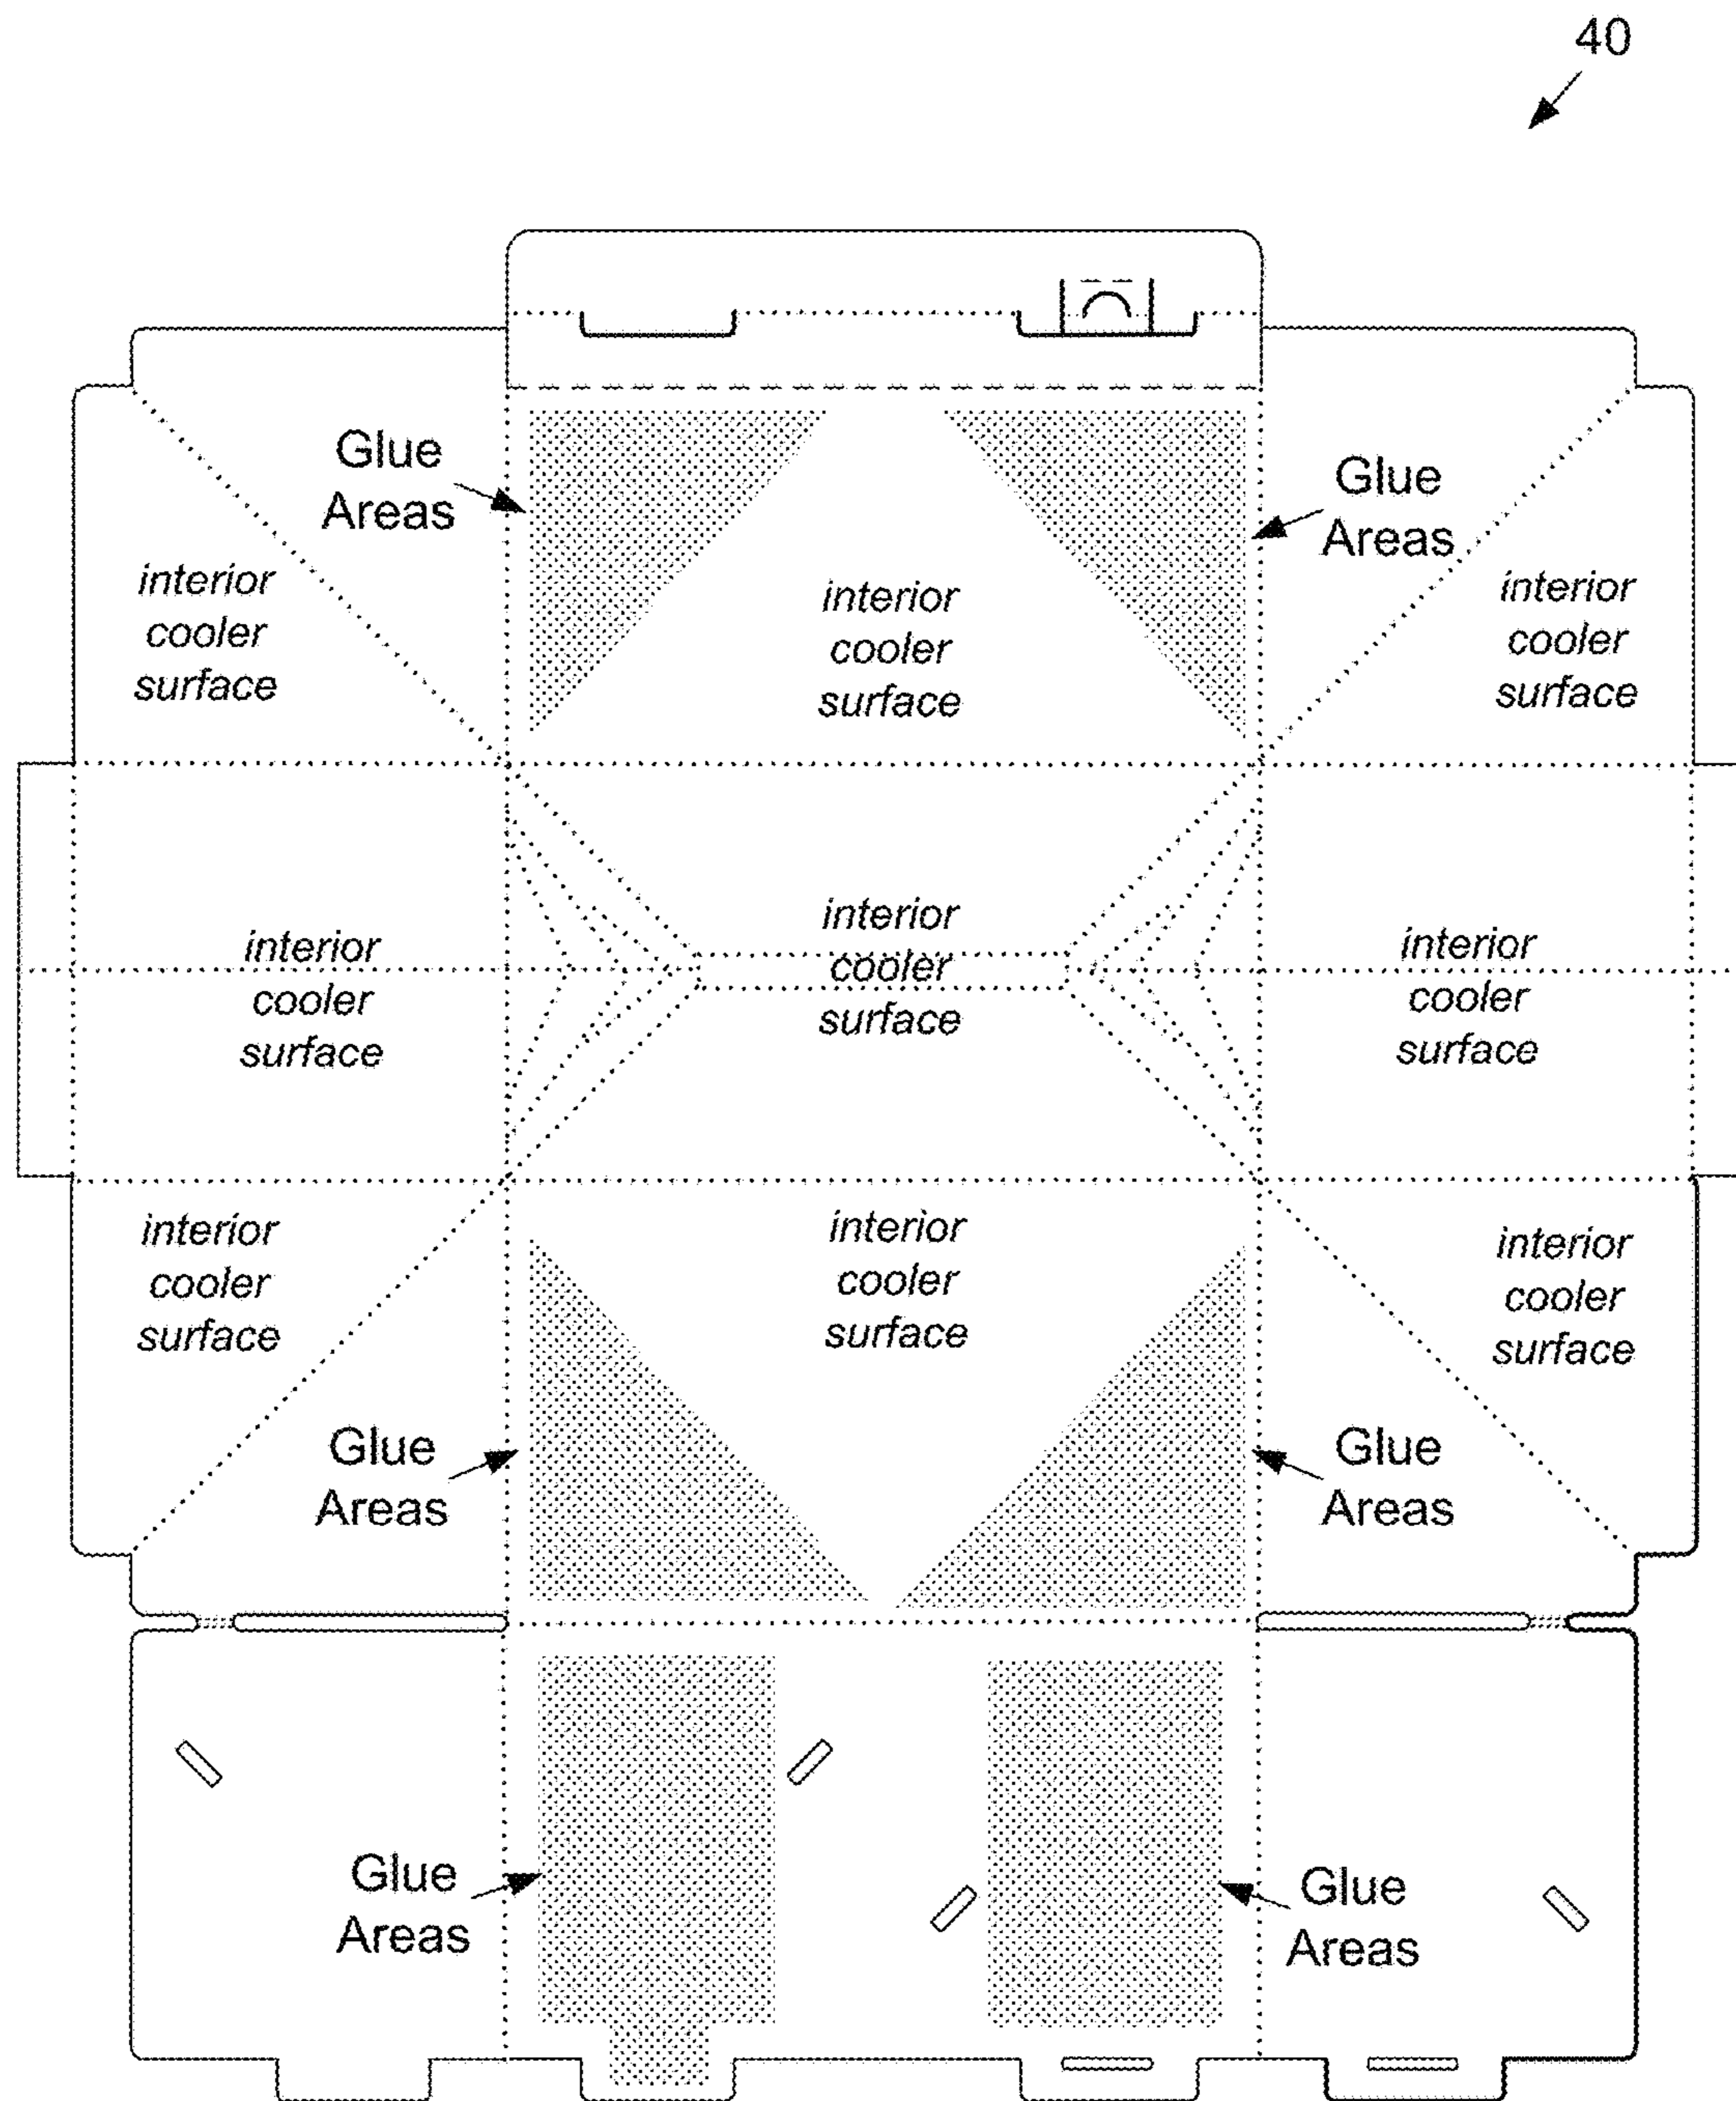 40
Glue
Areas
Glue
Areas
interior
cooler
surface
interior
cooler
surface
interior
cooler
surface
interior
cooler
surface
interior
cooler
surface
interior
cooler
surface
interior
cooler
surface
interior
cooler
surface
interior
cooler
surface
Glue
Areas
Glue
Areas
Glue
Areas
Glue
Areas